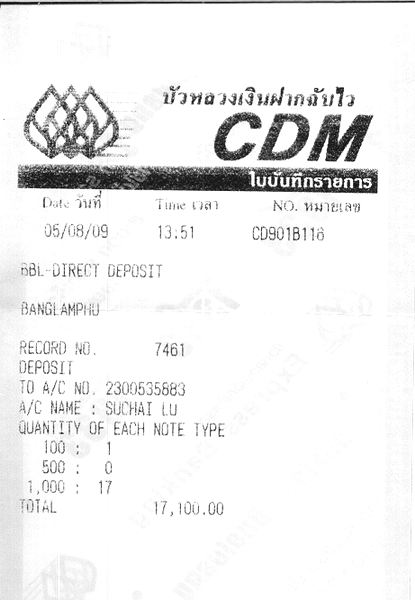 บัวหลวงเงินฝากฉับไว
CDM
ใบบันทึกรายการ
Date วันที่ Time เวลา NO. หมายเลข
05/08/09 13.51 CD901B116
BBL-DIRECT DEPOSIT
BANGLAMPHU
RECORD NO. 7461
DEPOSIT
TO A/C NO. 2300535883
A/C NAME : SUCHAI LU
QUANTITY OF EACH NOTE TYPE
100 : 1
500 : 0
1,000 : 17
TOTAL 17,100.00